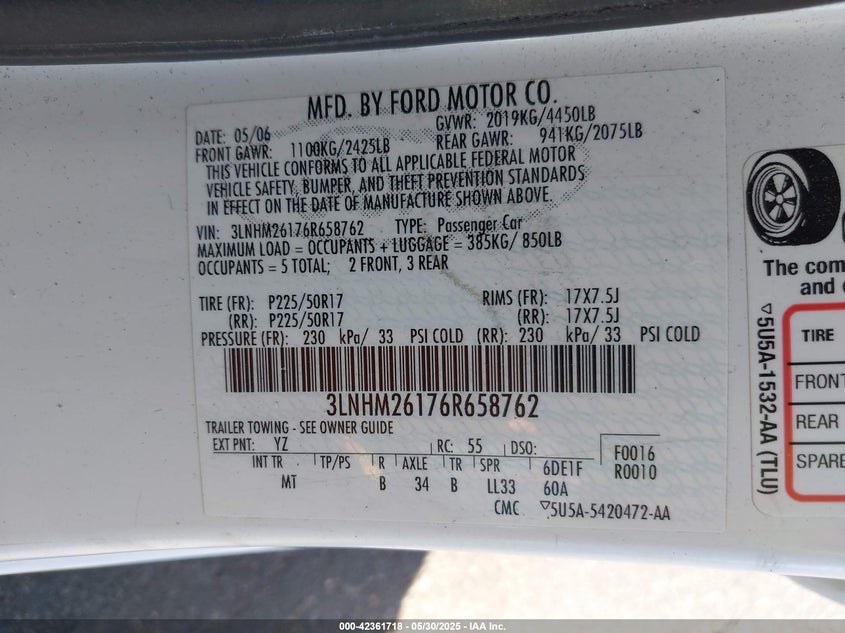 MFD. BY FORD MOTOR CO.
DATE: 05/06 GVWR: 2019KG/4450LB
FRONT GAWR: 1100KG/2425LB REAR GAWR: 941KG/2075LB
THIS VEHICLE CONFORMS TO ALL APPLICABLE FEDERAL MOTOR
VEHICLE SAFETY, BUMPER, AND THEFT PREVENTION STANDARDS
IN EFFECT ON THE DATE OF MANUFACTURE SHOWN ABOVE.
VIN: 3LNHM26176R658762 TYPE: Passenger Car
MAXIMUM LOAD = OCCUPANTS + LUGGAGE = 385KG/ 850LB
OCCUPANTS = 5 TOTAL; 2 FRONT, 3 REAR
TIRE (FR): P225/50R17 RIMS (FR): 17X7.5J
(RR): P225/50R17 (RR): 17X7.5J
PRESSURE (FR): 230 kPa/ 33 PSI COLD (RR): 230 kPa/ 33 PSI COLD
3LNHM26176R658762
TRAILER TOWING - SEE OWNER GUIDE
EXT PNT: YZ RC: 55 DSO: F0016
INT TR TP/PS R AXLE TR SPR 6DE1F R0010
MT B 34 B LL33 60A
CMC ▽5U5A-5420472-AA
The com
and
▽5U5A-1532-AA (TLU)
TIRE
FRONT
REAR
SPARE
000-42361718 - 05/30/2025 - IAA Inc.